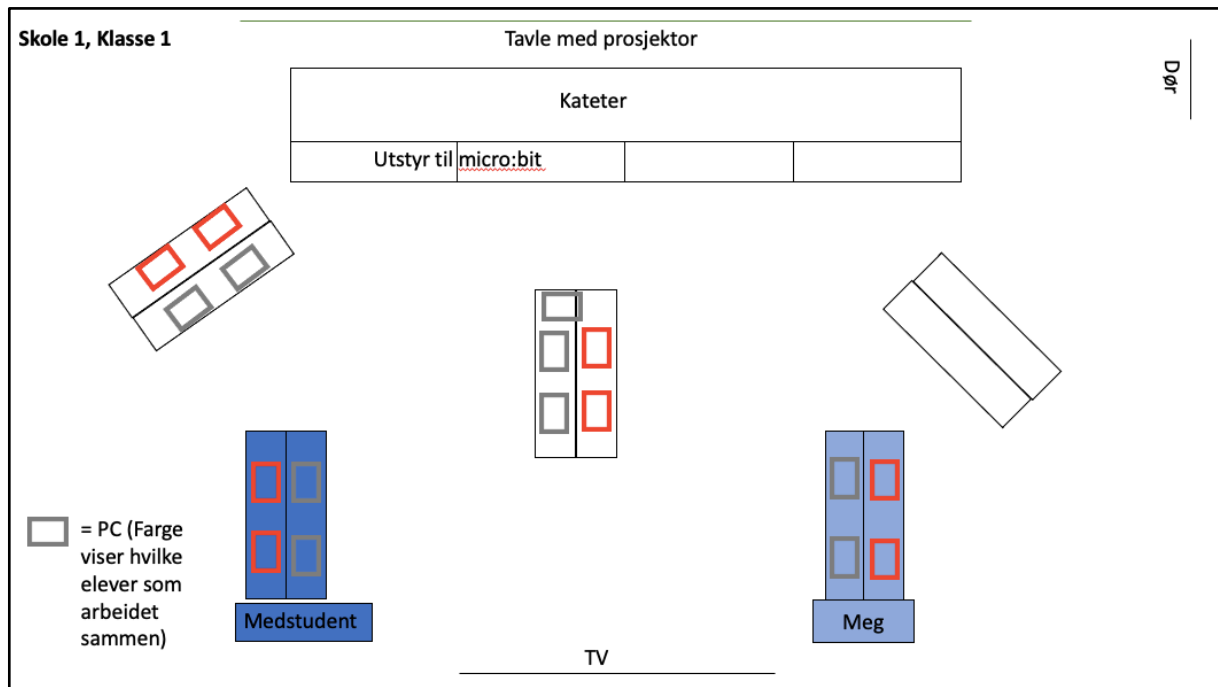 Skole 1, Klasse 1
Tavle med prosjektor
Dør
Kateter
Utstyr til micro:bit
= PC (Farge
viser hvilke
elever som
arbeidet
sammen)
Medstudent
Meg
TV